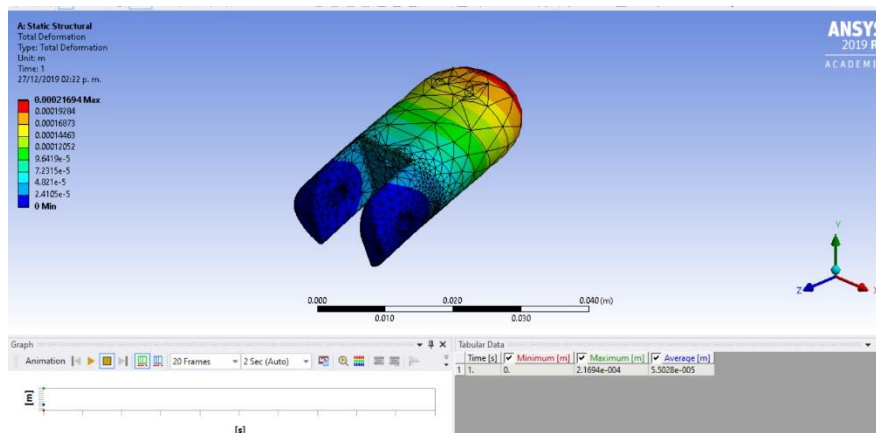 A: Static Structural
Total Deformation
Type: Total Deformation
Unit: m
Time: 1
27/12/2019 02:22 p. m.
0.00021694 Max
0.00019284
0.00016873
0.00014463
0.00012052
9.6419e-5
7.2315e-5
4.821e-5
2.4105e-5
0 Min
ANSYS
2019 R
ACADEMI
Y
Z
X
0.000
0.020
0.040 (m)
0.010
0.030
Graph
Animation
20 Frames
2 Sec (Auto)
[m]
[s]
Tabular Data
Time [s] Minimum [m] Maximum [m] Average [m]
1 1. 0. 2.1694e-004 5.5028e-005